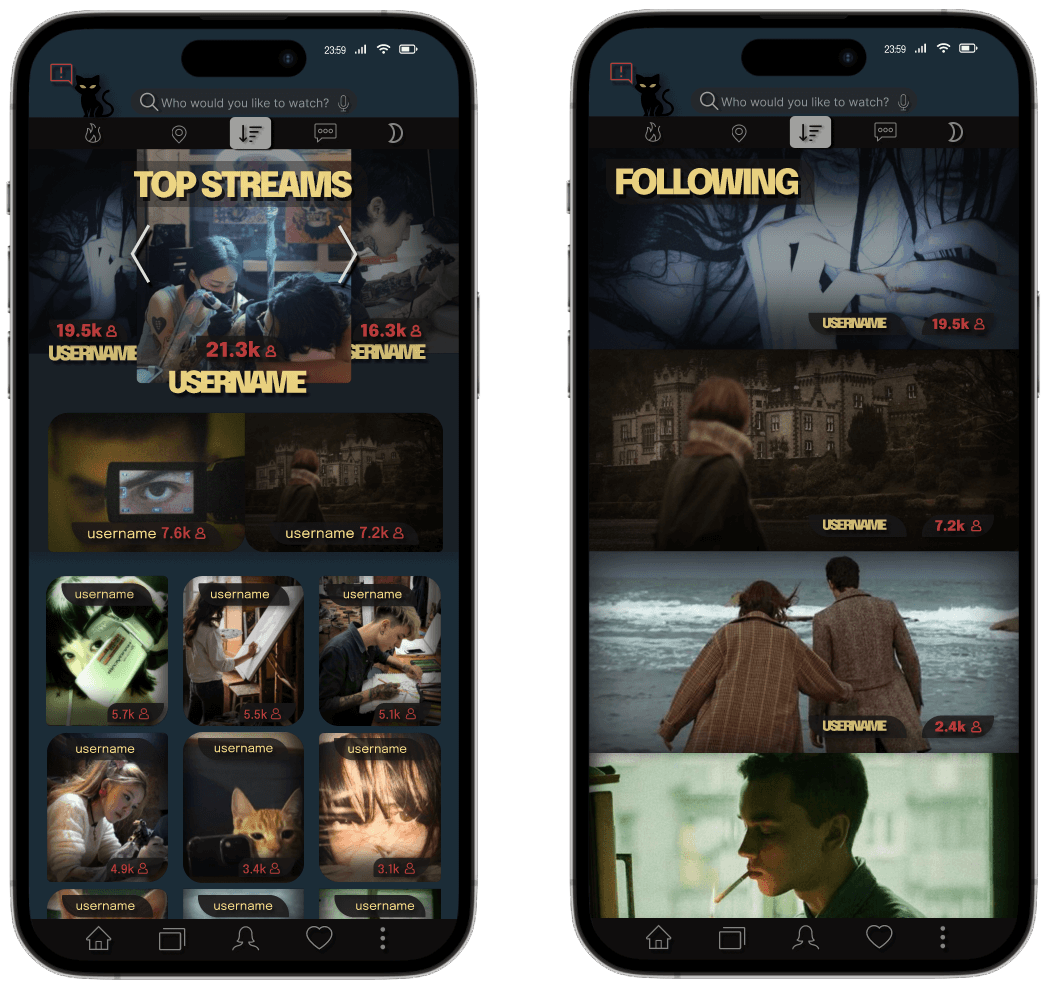 23:59
!
Who would you like to watch?
TOP STREAMS
19.5k
USERNAME
21.3k
USERNAME
16.3k
SERNAME
username 7.6k
username 7.2k
username
username
username
5.7k
5.5k
5.1k
username
username
username
4.9k
3.4k
3.1k
username
username
username
23:59
!
Who would you like to watch?
FOLLOWING
USERNAME
19.5k
USERNAME
7.2k
USERNAME
2.4k